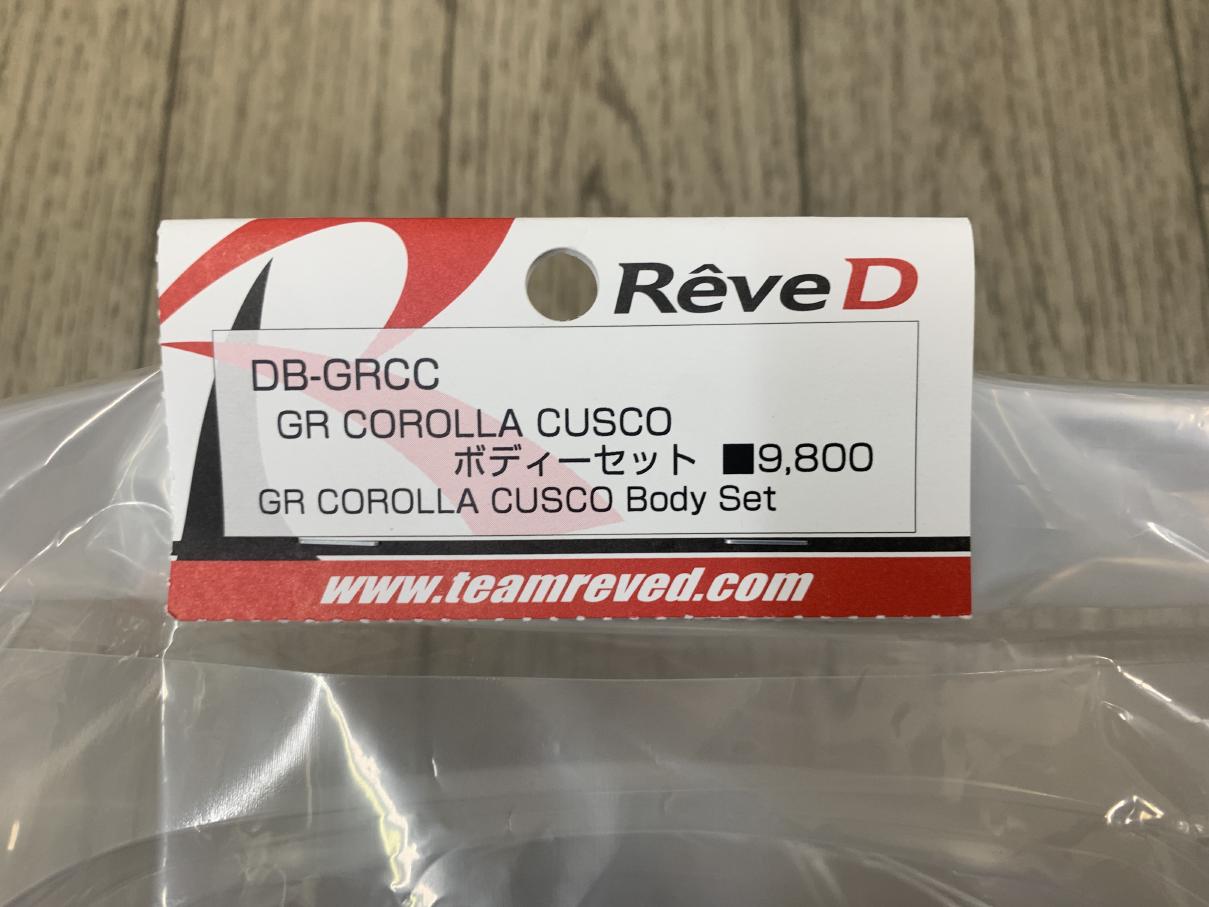 Rêve D
DB-GRCC
GR COROLLA CUSCO
ボディーセット ■9,800
GR COROLLA CUSCO Body Set
www.teamreved.com